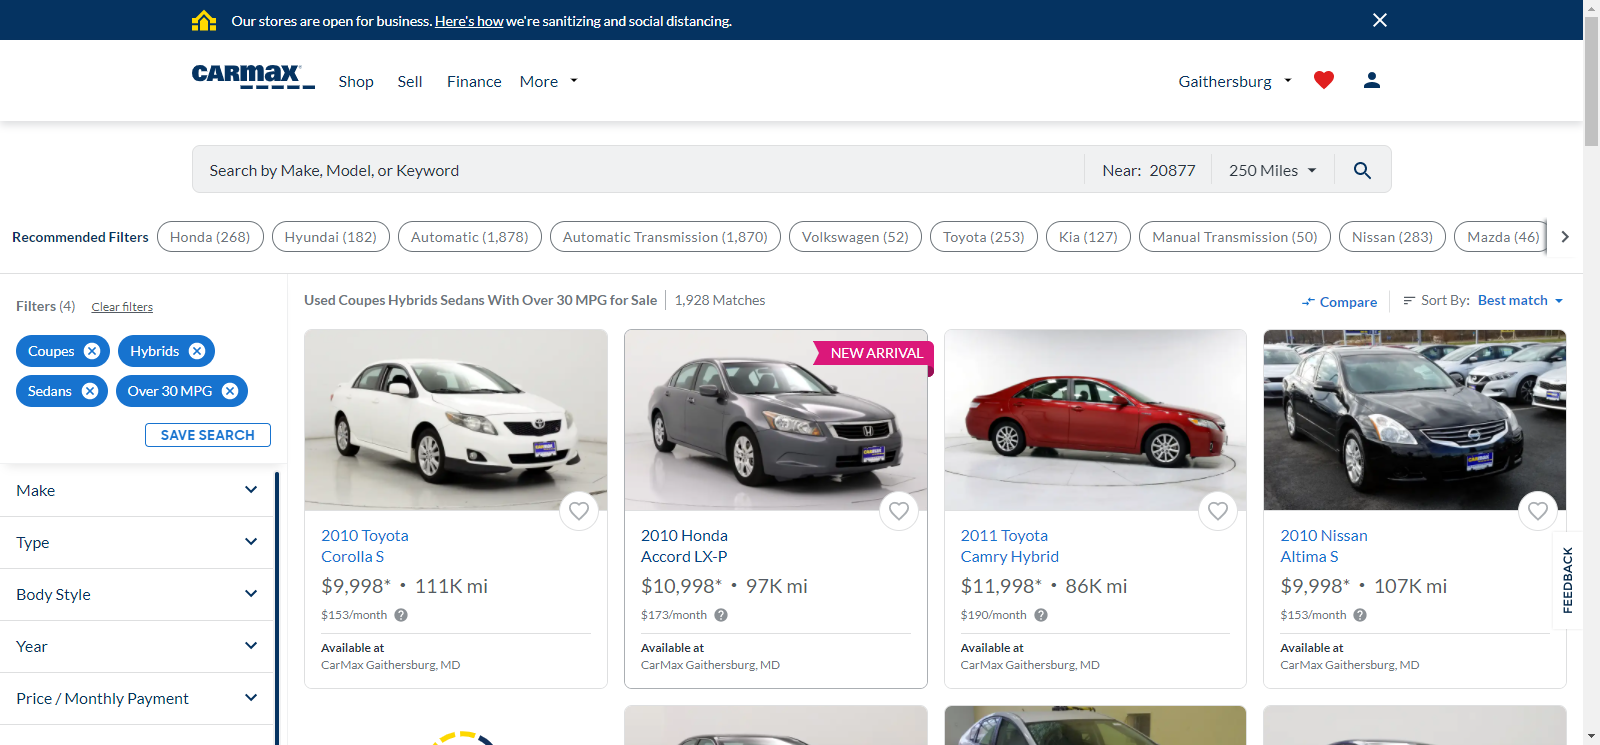 Our stores are open for business. Here's how we're sanitizing and social distancing.
CARMAX
Shop
Sell
Finance
More
Gaithersburg
Search by Make, Model, or Keyword
Near: 20877
250 Miles
Recommended Filters
Honda (268)
Hyundai (182)
Automatic (1,878)
Automatic Transmission (1,870)
Volkswagen (52)
Toyota (253)
Kia (127)
Manual Transmission (50)
Nissan (283)
Mazda (46)
Filters (4)
Clear filters
Coupes
Hybrids
Sedans
Over 30 MPG
SAVE SEARCH
Make
Type
Body Style
Year
Price / Monthly Payment
Used Coupes Hybrids Sedans With Over 30 MPG for Sale
1,928 Matches
Compare
Sort By: Best match
CARMAX
2010 Toyota
Corolla S
$9,998* • 111K mi
$153/month
Available at
CarMax Gaithersburg, MD
NEW ARRIVAL
CARMAX
2010 Honda
Accord LX-P
$10,998* • 97K mi
$173/month
Available at
CarMax Gaithersburg, MD
CARMAX
2011 Toyota
Camry Hybrid
$11,998* • 86K mi
$190/month
Available at
CarMax Gaithersburg, MD
CARMAX
2010 Nissan
Altima S
$9,998* • 107K mi
$153/month
Available at
CarMax Gaithersburg, MD
FEEDBACK